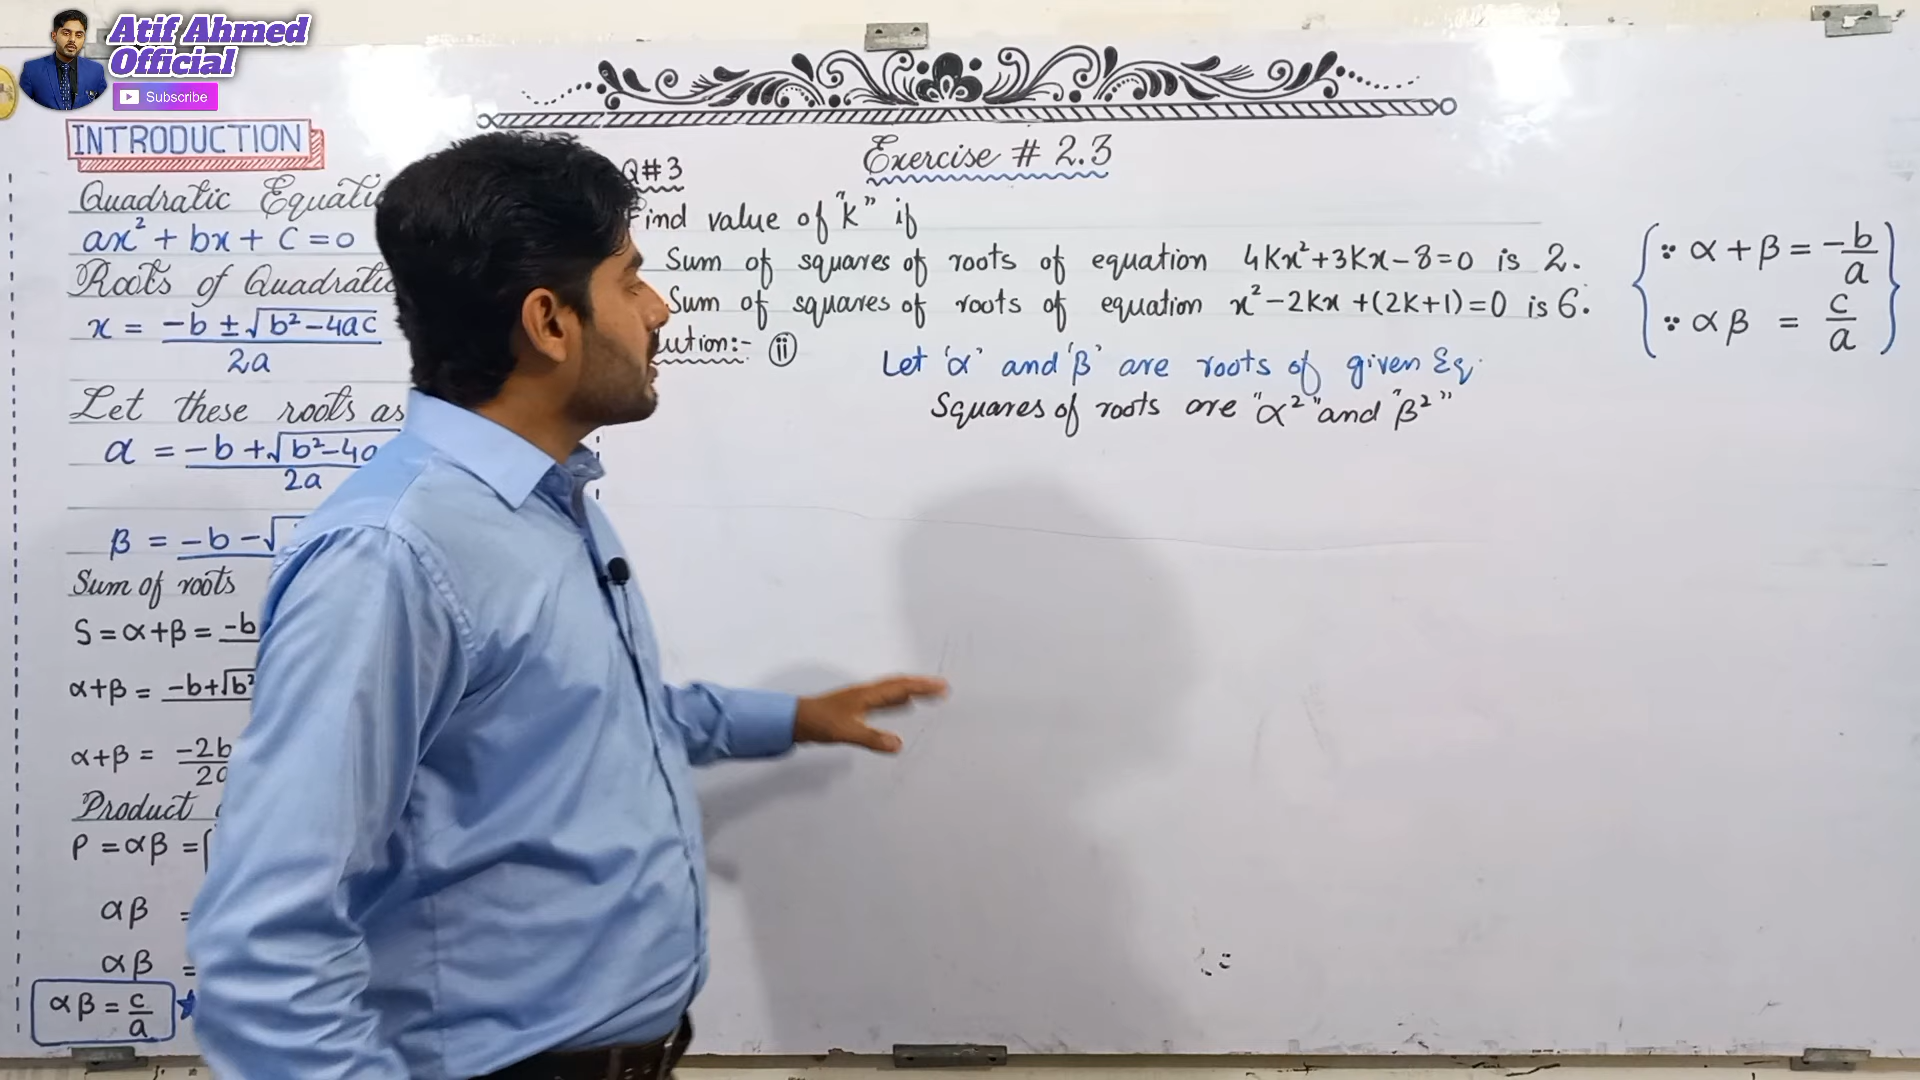 Atif Ahmed
Official
Subscribe
INTRODUCTION
Quadratic
ax² + bx + c = 0
Roots of Quadratic
x = (-b ± √(b² - 4ac)) / 2a
Let these roots as
α = (-b + √(b² - 4a / 2a
β = -b - √
Sum of roots
S = α + β = -b
α + β = -b + √b²
α + β = -2b / 2a
Product
P = αβ = (
αβ =
αβ =
αβ = c/a
Exercise # 2.3
Q#3
Find value of "K" if
Sum of squares of roots of equation 4Kx² + 3Kx - 8 = 0 is 2.
Sum of squares of roots of equation x² - 2Kx + (2K+1) = 0 is 6.
ution:- (ii)
Let 'α' and 'β' are roots of given Eq.
Squares of roots are "α²" and "β²"
{ ∵ α + β = -b/a
∵ αβ = c/a }